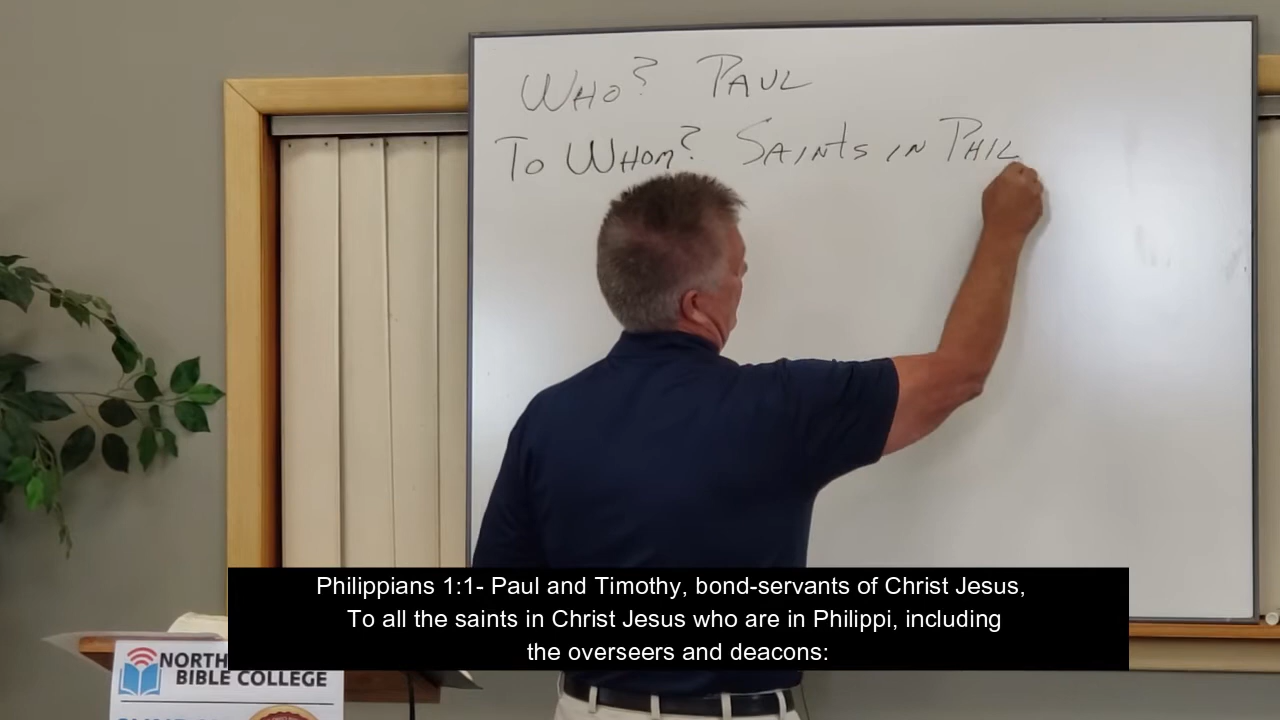 WHO? PAUL
TO WHOM? SAINTS IN PHIL
Philippians 1:1- Paul and Timothy, bond-servants of Christ Jesus,
To all the saints in Christ Jesus who are in Philippi, including
the overseers and deacons:
NORTH
BIBLE COLLEGE